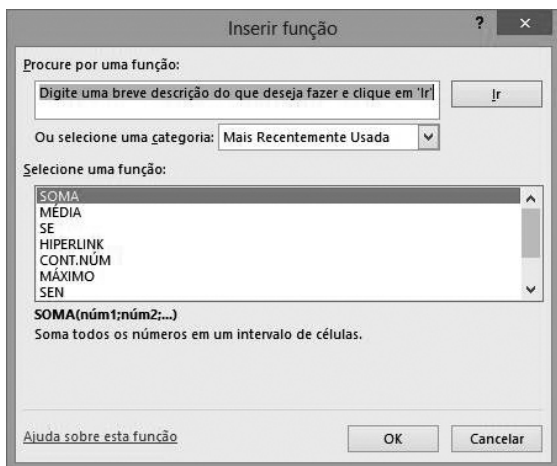 Inserir função
? ×
Procure por uma função:
Digite uma breve descrição do que deseja fazer e clique em 'Ir'
Ir
Ou selecione uma categoria: Mais Recentemente Usada
Selecione uma função:
SOMA
MÉDIA
SE
HIPERLINK
CONT.NÚM
MÁXIMO
SEN
SOMA(núm1;núm2;...)
Soma todos os números em um intervalo de células.
Ajuda sobre esta função
OK
Cancelar